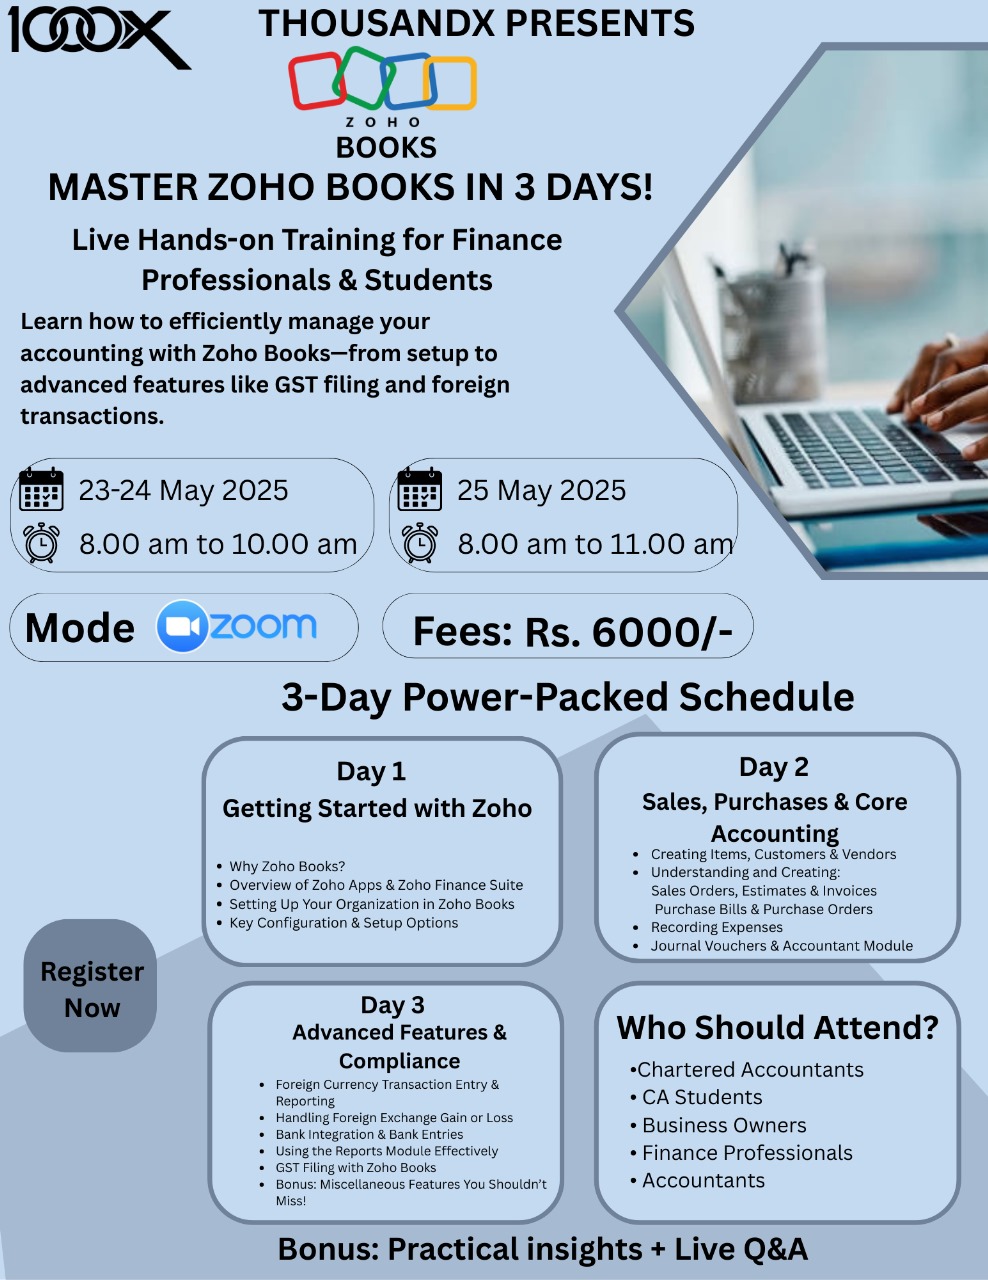 1000X
THOUSANDX PRESENTS
ZOHO
BOOKS
MASTER ZOHO BOOKS IN 3 DAYS!
Live Hands-on Training for Finance
Professionals & Students
Learn how to efficiently manage your
accounting with Zoho Books—from setup to
advanced features like GST filing and foreign
transactions.
23-24 May 2025
8.00 am to 10.00 am
25 May 2025
8.00 am to 11.00 am
Mode zoom
Fees: Rs. 6000/-
3-Day Power-Packed Schedule
Day 1
Getting Started with Zoho
• Why Zoho Books?
• Overview of Zoho Apps & Zoho Finance Suite
• Setting Up Your Organization in Zoho Books
• Key Configuration & Setup Options
Day 2
Sales, Purchases & Core
Accounting
• Creating Items, Customers & Vendors
• Understanding and Creating:
Sales Orders, Estimates & Invoices
Purchase Bills & Purchase Orders
• Recording Expenses
• Journal Vouchers & Accountant Module
Register
Now
Day 3
Advanced Features &
Compliance
• Foreign Currency Transaction Entry &
Reporting
• Handling Foreign Exchange Gain or Loss
• Bank Integration & Bank Entries
• Using the Reports Module Effectively
• GST Filing with Zoho Books
• Bonus: Miscellaneous Features You Shouldn't
Miss!
Who Should Attend?
•Chartered Accountants
• CA Students
• Business Owners
• Finance Professionals
• Accountants
Bonus: Practical insights + Live Q&A